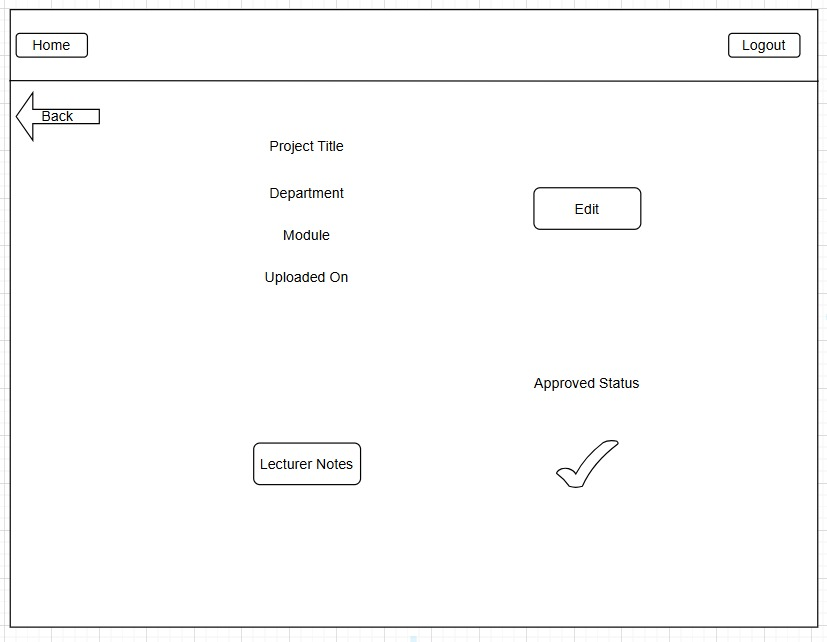 Home
Logout
Back
Project Title
Department
Edit
Module
Uploaded On
Approved Status
Lecturer Notes